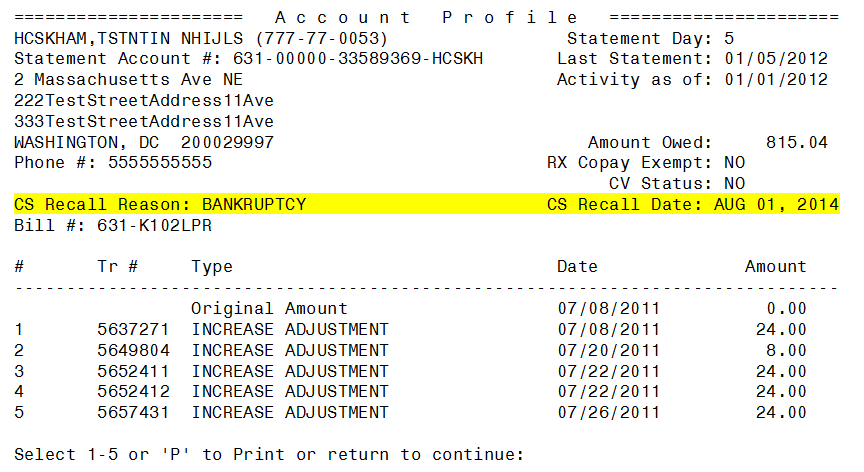 ====================== A c c o u n t   P r o f i l e ======================
HCSKHAM,TSTNTIN NHIJLS (777-77-0053) Statement Day: 5
Statement Account #: 631-00000-33589369-HCSKH Last Statement: 01/05/2012
2 Massachusetts Ave NE Activity as of: 01/01/2012
222TestStreetAddress11Ave
333TestStreetAddress11Ave
WASHINGTON, DC  200029997 Amount Owed: 815.04
Phone #: 5555555555 RX Copay Exempt: NO
CV Status: NO
CS Recall Reason: BANKRUPTCY CS Recall Date: AUG 01, 2014
Bill #: 631-K102LPR
# Tr # Type Date Amount
-------------------------------------------------------------------------------
Original Amount 07/08/2011 0.00
1 5637271 INCREASE ADJUSTMENT 07/08/2011 24.00
2 5649804 INCREASE ADJUSTMENT 07/20/2011 8.00
3 5652411 INCREASE ADJUSTMENT 07/22/2011 24.00
4 5652412 INCREASE ADJUSTMENT 07/22/2011 24.00
5 5657431 INCREASE ADJUSTMENT 07/26/2011 24.00
Select 1-5 or 'P' to Print or return to continue: